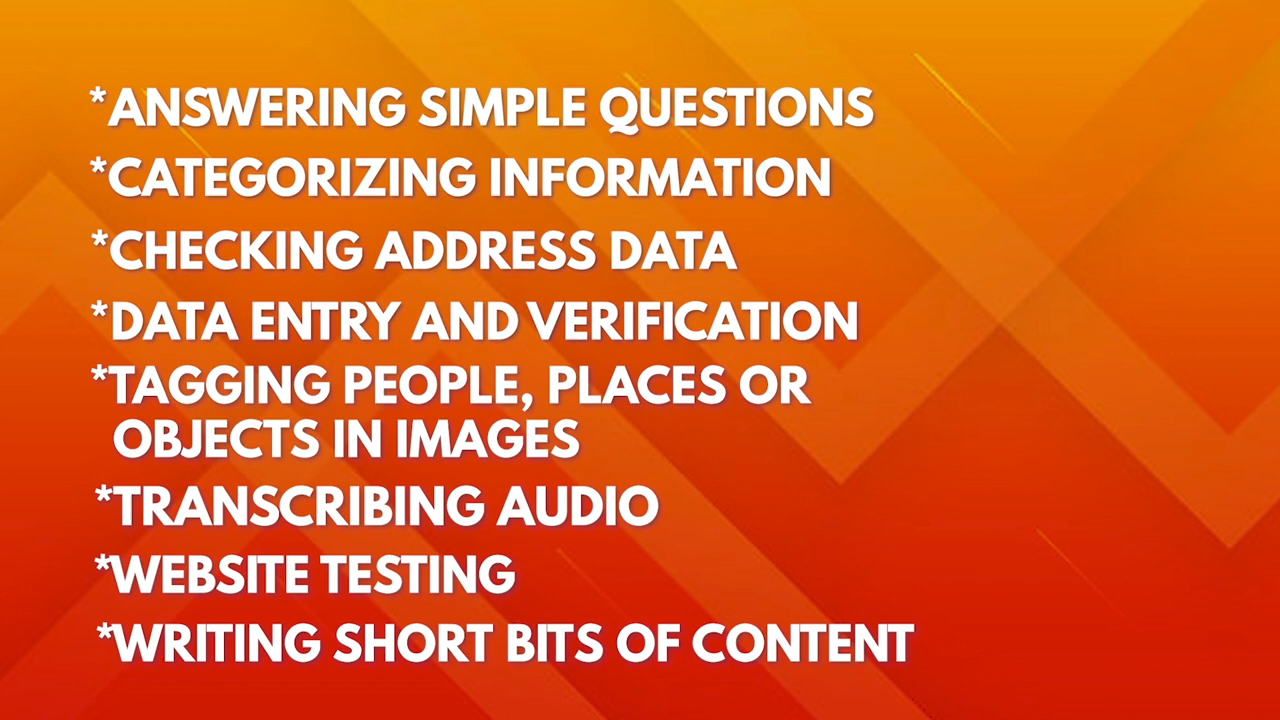 *ANSWERING SIMPLE QUESTIONS
*CATEGORIZING INFORMATION
*CHECKING ADDRESS DATA
*DATA ENTRY AND VERIFICATION
*TAGGING PEOPLE, PLACES OR
OBJECTS IN IMAGES
*TRANSCRIBING AUDIO
*WEBSITE TESTING
*WRITING SHORT BITS OF CONTENT